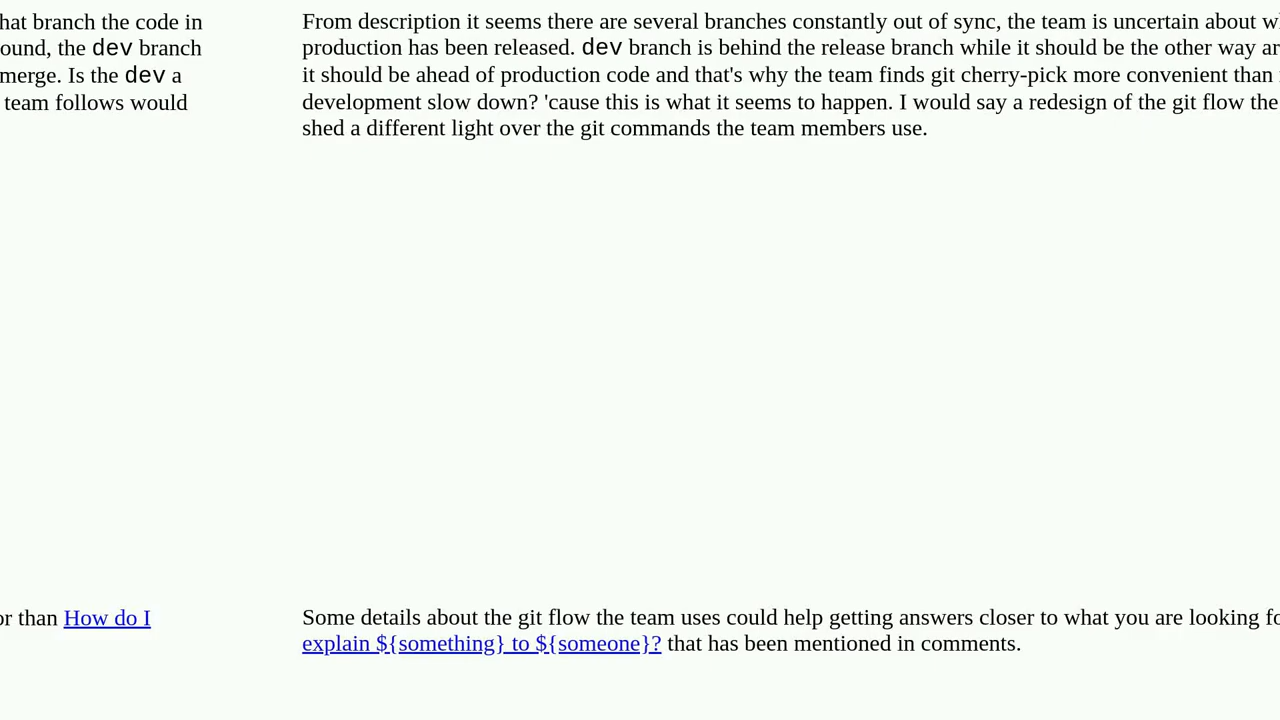 hat branch the code in
ound, the dev branch
merge. Is the dev a
team follows would
From description it seems there are several branches constantly out of sync, the team is uncertain about w
production has been released. dev branch is behind the release branch while it should be the other way ar
it should be ahead of production code and that's why the team finds git cherry-pick more convenient than
development slow down? 'cause this is what it seems to happen. I would say a redesign of the git flow the
shed a different light over the git commands the team members use.
or than How do I
Some details about the git flow the team uses could help getting answers closer to what you are looking fo
explain ${something} to ${someone}? that has been mentioned in comments.